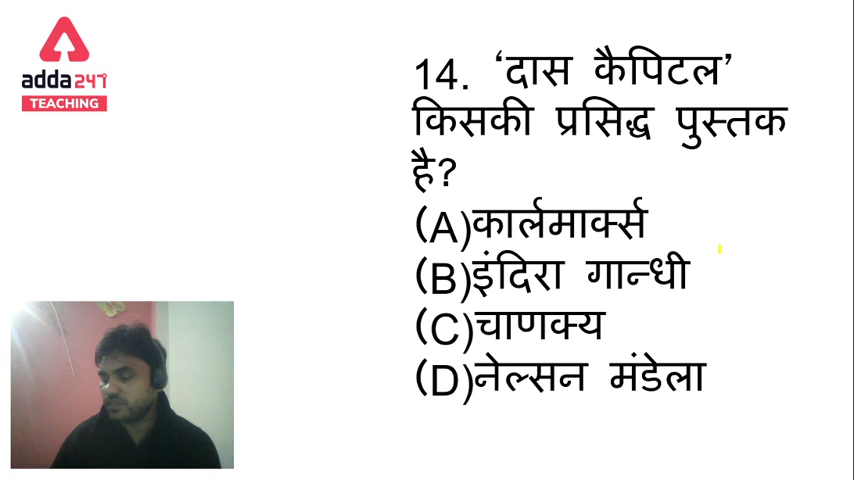 adda247
TEACHING
14. ‘दास कैपिटल’
किसकी प्रसिद्ध पुस्तक
है?
(A)कार्लमार्क्स
(B)इंदिरा गान्धी
(C)चाणक्य
(D)नेल्सन मंडेला